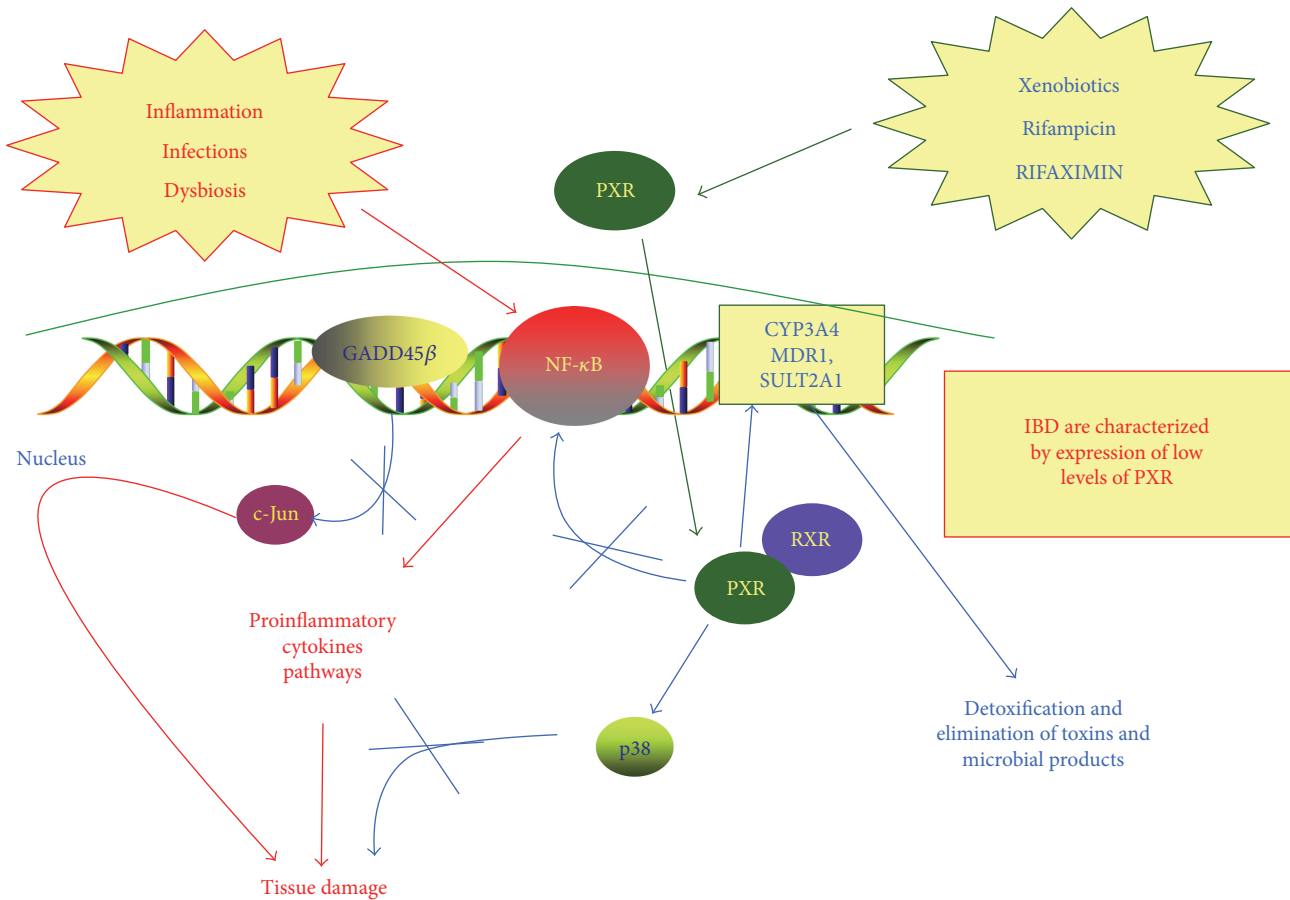 Inflammation
Infections
Dysbiosis
Xenobiotics
Rifampicin
RIFAXIMIN
PXR
GADD45β
NF-κB
CYP3A4
MDR1,
SULT2A1
IBD are characterized
by expression of low
levels of PXR
Nucleus
c-Jun
RXR
PXR
Proinflammatory
cytokines
pathways
p38
Detoxification and
elimination of toxins and
microbial products
Tissue damage